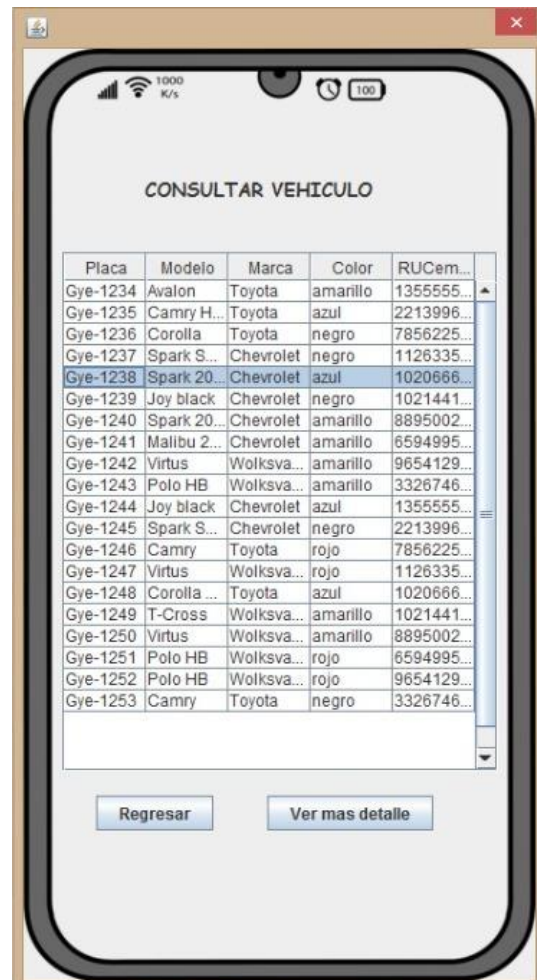 1000
K/s
100
CONSULTAR VEHICULO
Placa Modelo Marca Color RUCem...
Gye-1234 Avalon Toyota amarillo 1355555...
Gye-1235 Camry H... Toyota azul 2213996...
Gye-1236 Corolla Toyota negro 7856225...
Gye-1237 Spark S... Chevrolet negro 1126335...
Gye-1238 Spark 20... Chevrolet azul 1020666...
Gye-1239 Joy black Chevrolet negro 1021441...
Gye-1240 Spark 20... Chevrolet amarillo 8895002...
Gye-1241 Malibu 2... Chevrolet amarillo 6594995...
Gye-1242 Virtus Wolksva... amarillo 9654129...
Gye-1243 Polo HB Wolksva... amarillo 3326746...
Gye-1244 Joy black Chevrolet azul 1355555...
Gye-1245 Spark S... Chevrolet negro 2213996...
Gye-1246 Camry Toyota rojo 7856225...
Gye-1247 Virtus Wolksva... rojo 1126335...
Gye-1248 Corolla ... Toyota azul 1020666...
Gye-1249 T-Cross Wolksva... amarillo 1021441...
Gye-1250 Virtus Wolksva... amarillo 8895002...
Gye-1251 Polo HB Wolksva... rojo 6594995...
Gye-1252 Polo HB Wolksva... rojo 9654129...
Gye-1253 Camry Toyota negro 3326746...
Regresar Ver mas detalle